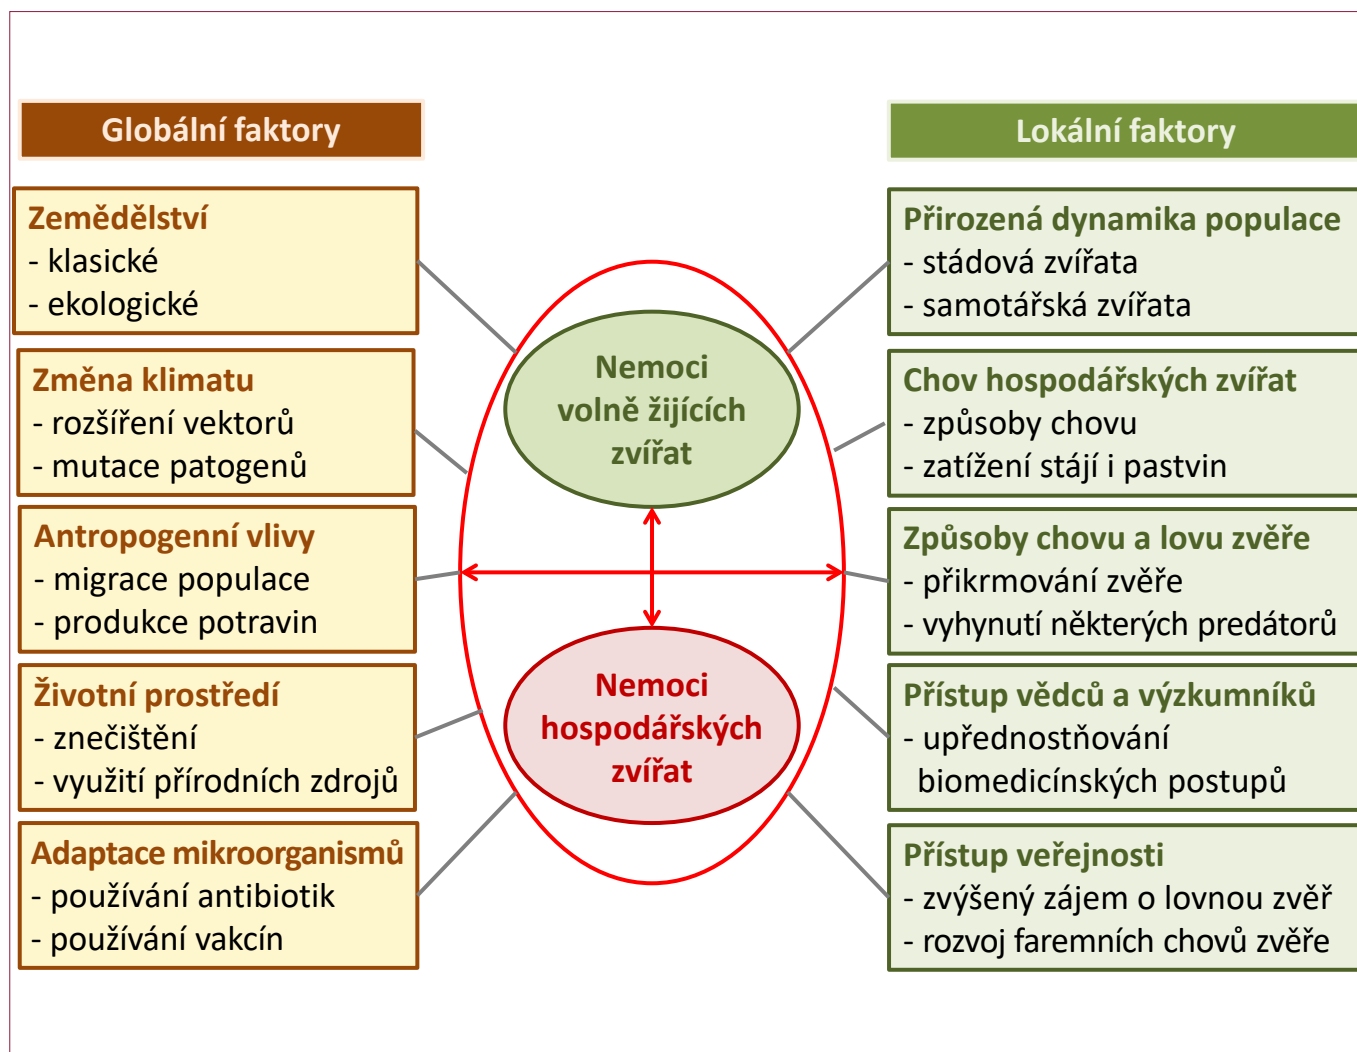 Globální faktory
Zemědělství
- klasické
- ekologické
Změna klimatu
- rozšíření vektorů
- mutace patogenů
Antropogenní vlivy
- migrace populace
- produkce potravin
Životní prostředí
- znečištění
- využití přírodních zdrojů
Adaptace mikroorganismů
- používání antibiotik
- používání vakcín
Nemoci
volně žijících
zvířat
Nemoci
hospodářských
zvířat
Lokální faktory
Přirozená dynamika populace
- stádová zvířata
- samotářská zvířata
Chov hospodářských zvířat
- způsoby chovu
- zatížení stájí i pastvin
Způsoby chovu a lovu zvěře
- přikrmování zvěře
- vyhynutí některých predátorů
Přístup vědců a výzkumníků
- upřednostňování
biomedicínských postupů
Přístup veřejnosti
- zvýšený zájem o lovnou zvěř
- rozvoj faremních chovů zvěře